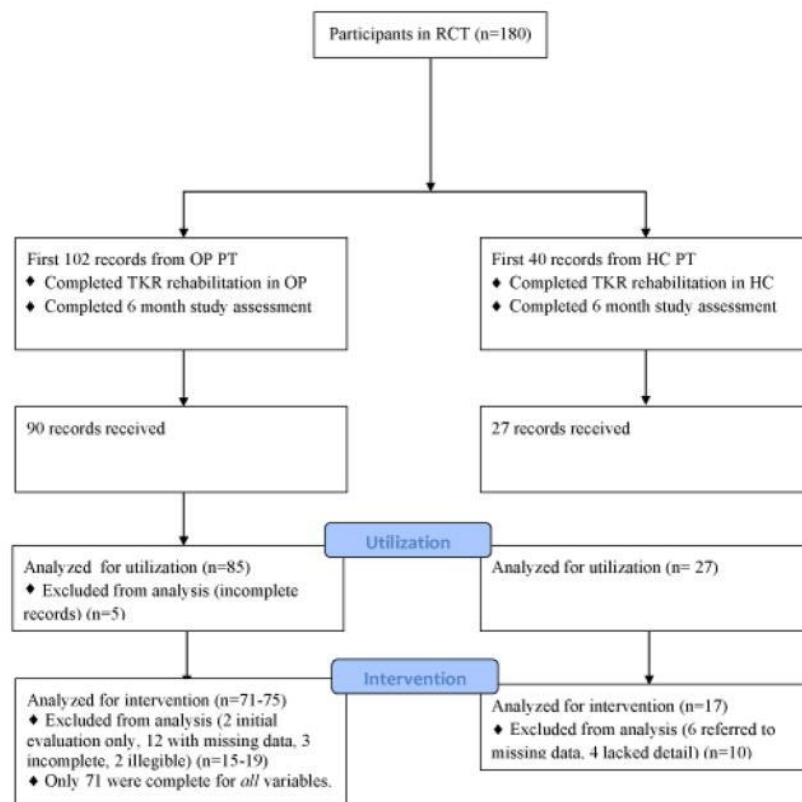 Participants in RCT (n=180)
First 102 records from OP PT
♦ Completed TKR rehabilitation in OP
♦ Completed 6 month study assessment
First 40 records from HC PT
♦ Completed TKR rehabilitation in HC
♦ Completed 6 month study assessment
90 records received
27 records received
Utilization
Analyzed for utilization (n=85)
♦ Excluded from analysis (incomplete
records) (n=5)
Analyzed for utilization (n= 27)
Intervention
Analyzed for intervention (n=71-75)
♦ Excluded from analysis (2 initial
evaluation only, 12 with missing data, 3
incomplete, 2 illegible) (n=15-19)
♦ Only 71 were complete for all variables.
Analyzed for intervention (n=17)
♦ Excluded from analysis (6 referred to
missing data, 4 lacked detail) (n=10)